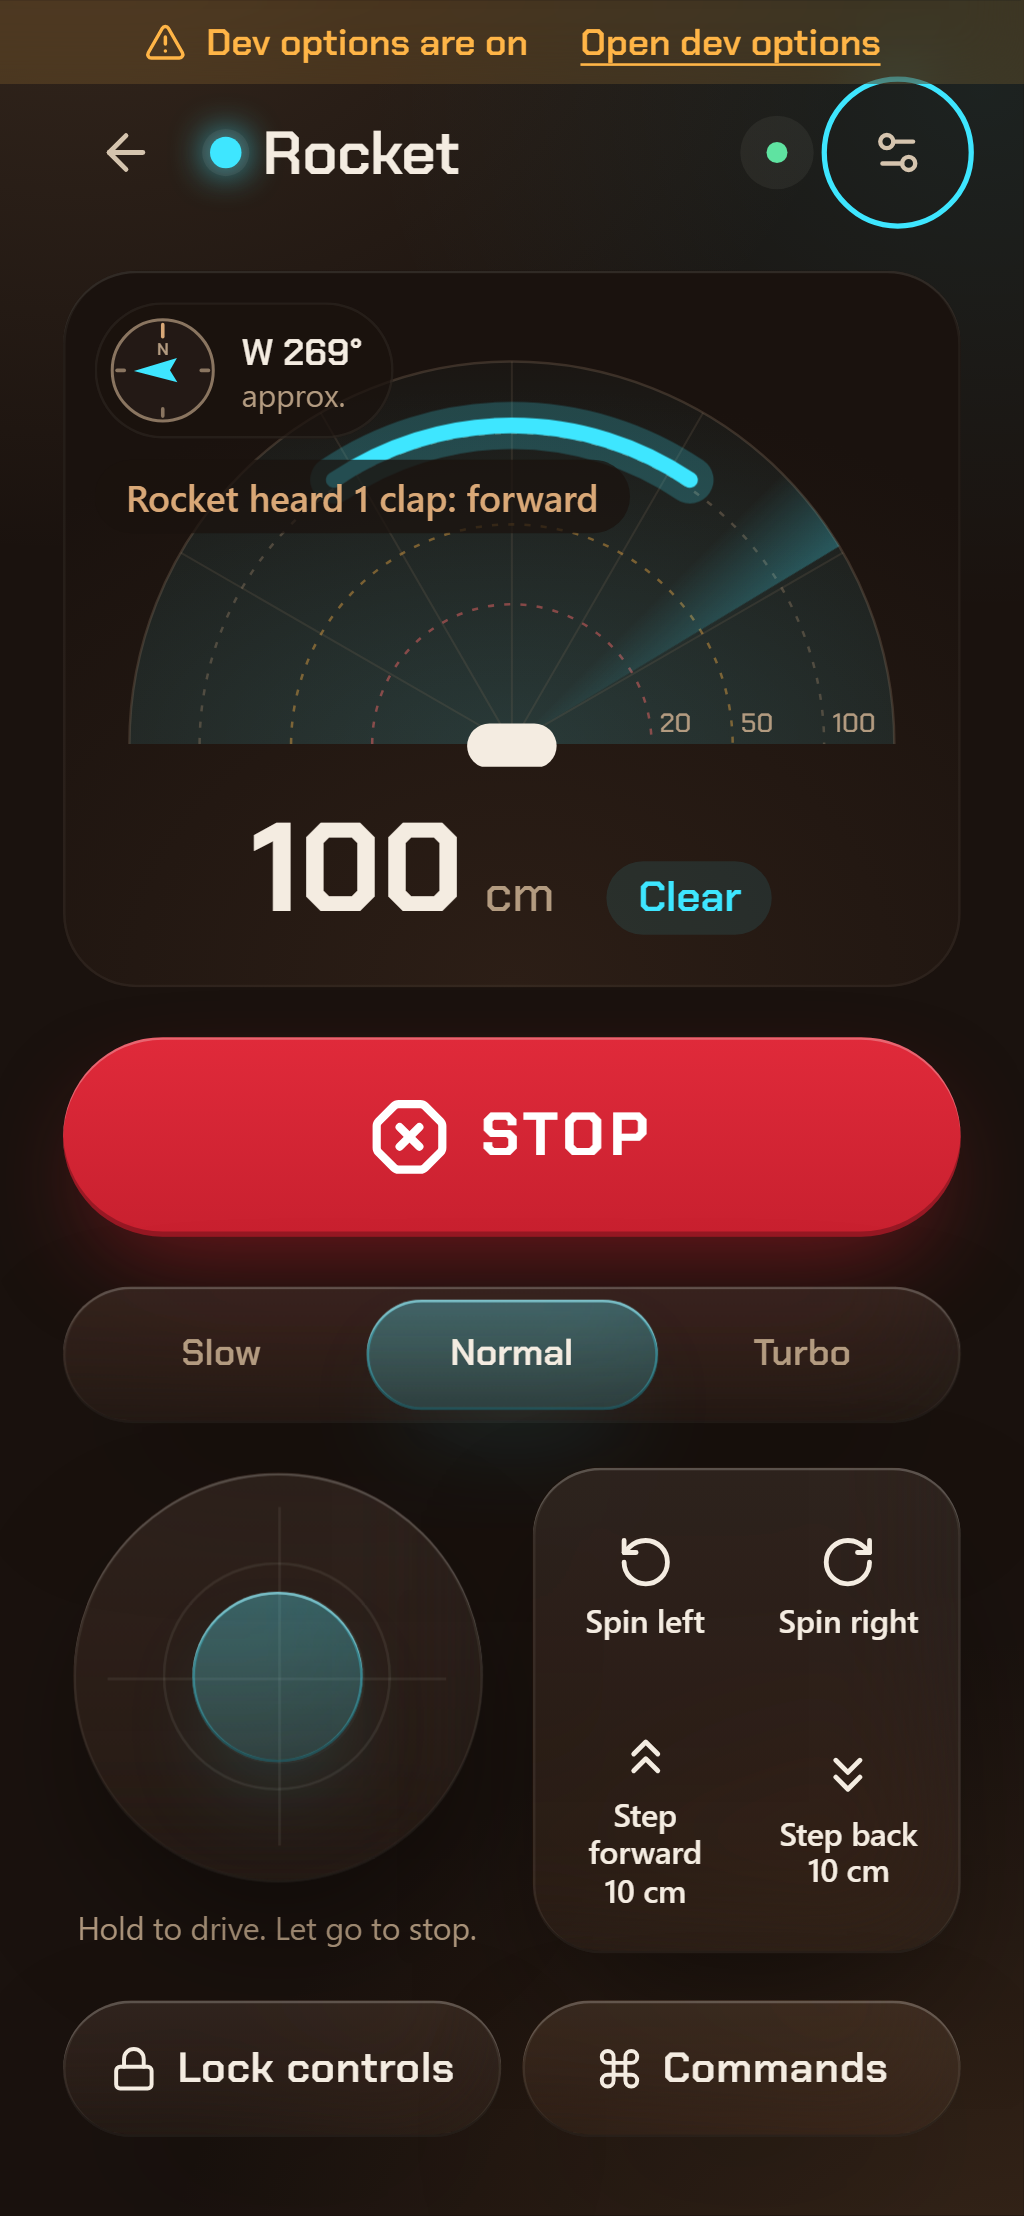 Dev options are on Open dev options
Rocket
N
W 269°
approx.
Rocket heard 1 clap: forward
20 50 100
100 cm Clear
STOP
Slow Normal Turbo
Spin left Spin right
Step
forward
10 cm
Step back
10 cm
Hold to drive. Let go to stop.
Lock controls Commands